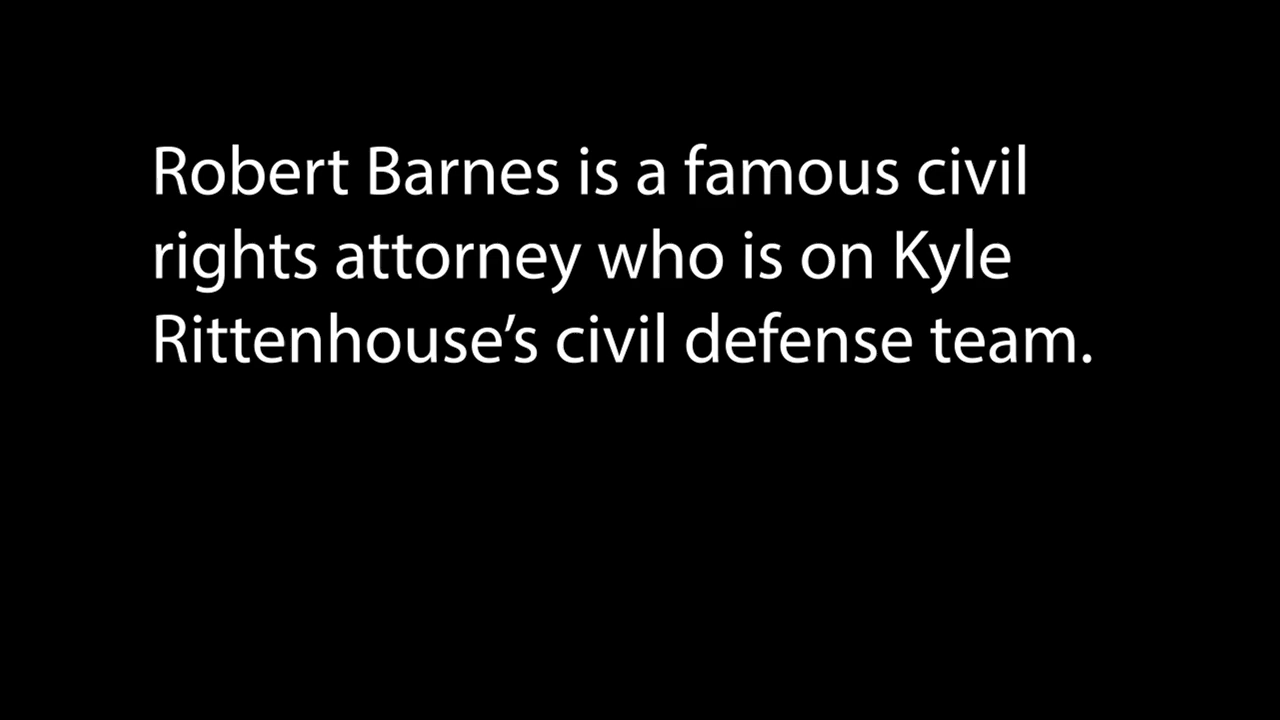 Robert Barnes is a famous civil
rights attorney who is on Kyle
Rittenhouse’s civil defense team.